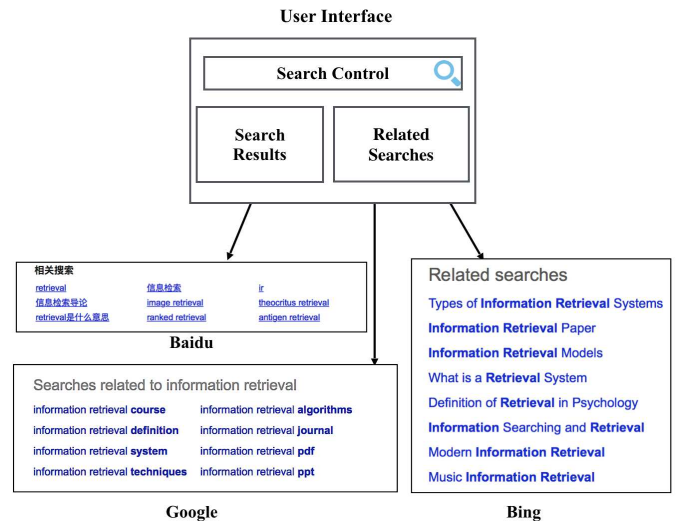 User Interface
Search Control
Search Related
Results Searches
相关搜索
retrieval 信息检索 ir
信息检索导论 image retrieval theocritus retrieval
retrieval是什么意思 ranked retrieval antigen retrieval
Baidu
Searches related to information retrieval
information retrieval course information retrieval algorithms
information retrieval definition information retrieval journal
information retrieval system information retrieval pdf
information retrieval techniques information retrieval ppt
Google
Related searches
Types of Information Retrieval Systems
Information Retrieval Paper
Information Retrieval Models
What is a Retrieval System
Definition of Retrieval in Psychology
Information Searching and Retrieval
Modern Information Retrieval
Music Information Retrieval
Bing